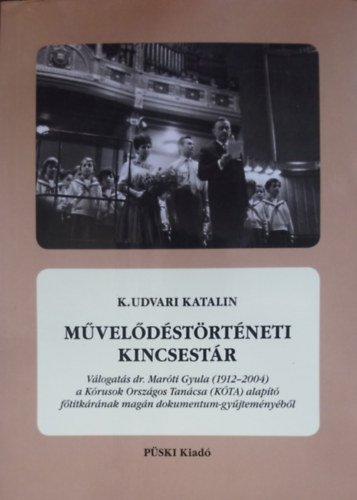 K.UDVARI KATALIN
MŰVELŐDÉSTÖRTÉNETI
KINCSESTÁR
Válogatás dr. Maróti Gyula (1912–2004)
a Kórusok Országos Tanácsa (KÓTA) alapító
főtitkárának magán dokumentum-gyűjteményéből
PÜSKI Kiadó